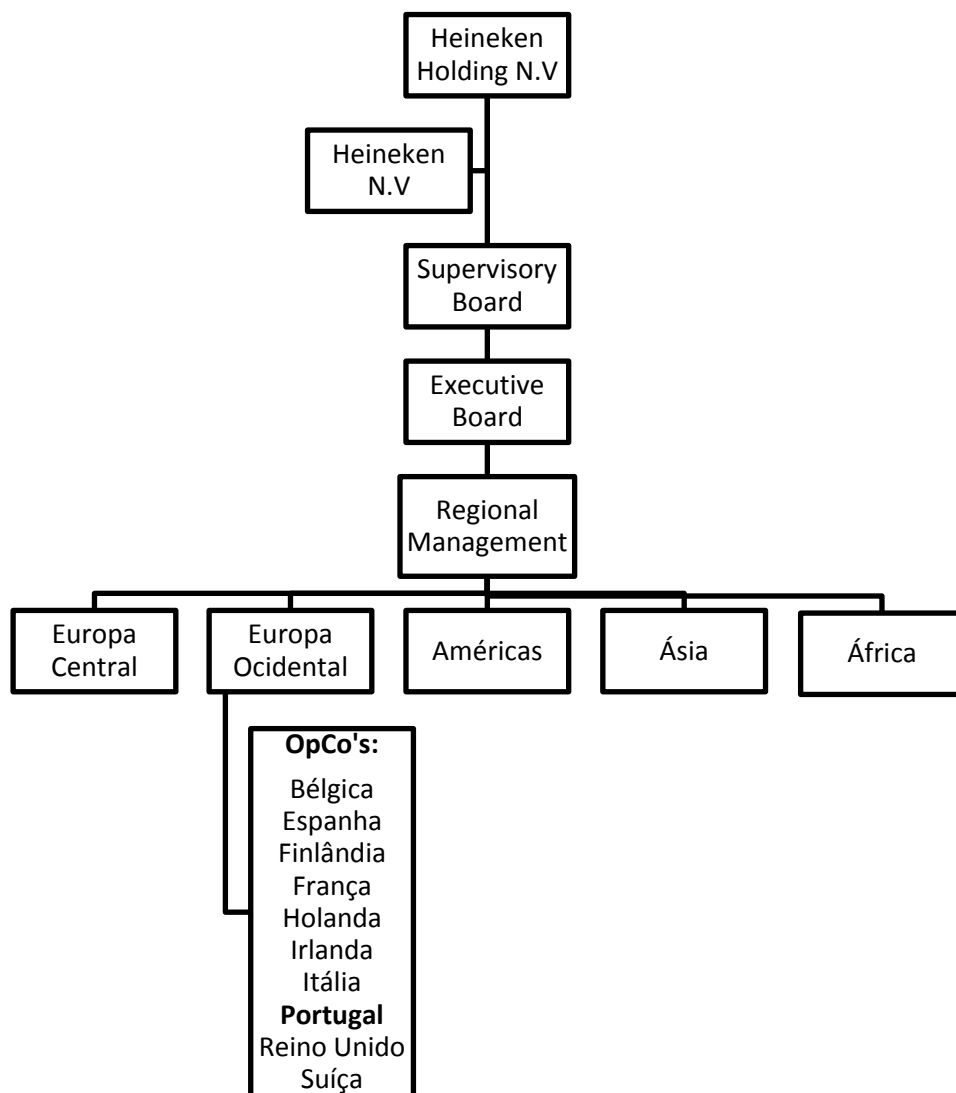 Heineken
Holding N.V
Heineken
N.V
Supervisory
Board
Executive
Board
Regional
Management
Europa
Central
Europa
Ocidental
Américas
Ásia
África
OpCo's:
Bélgica
Espanha
Finlândia
França
Holanda
Irlanda
Itália
Portugal
Reino Unido
Suíça